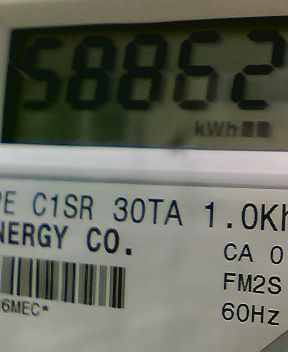 58862
kWh
PE C1SR 30TA 1.0Kh
NERGY CO.
CA 0
FM2S
6MEC*
60Hz